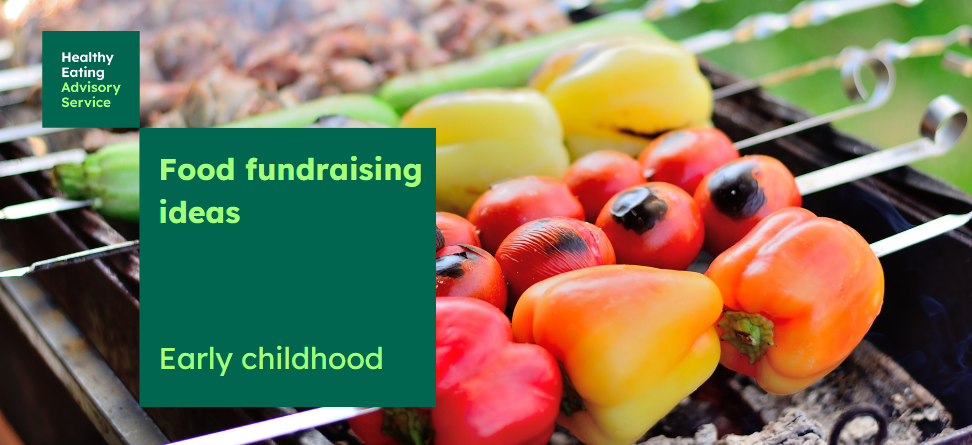 Healthy
Eating
Advisory
Service
Food fundraising
ideas
Early childhood